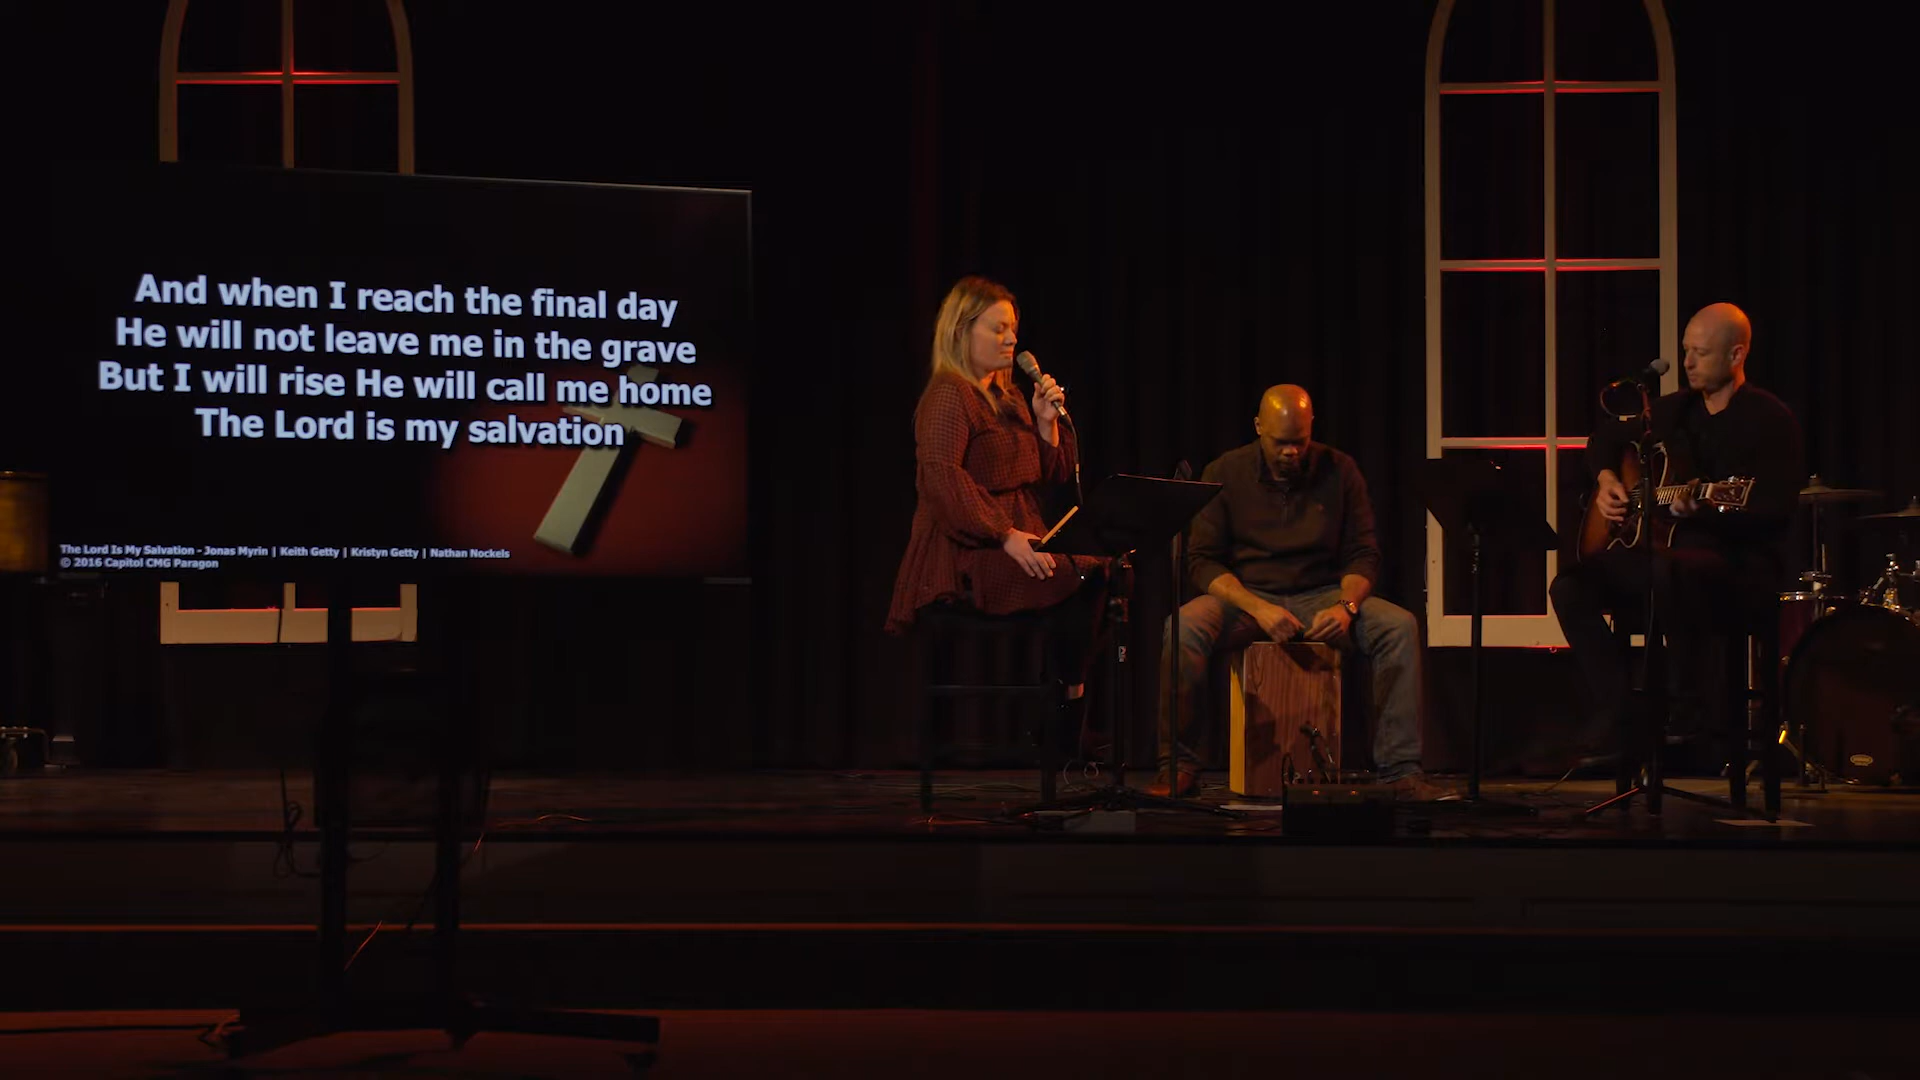 And when I reach the final day
He will not leave me in the grave
But I will rise He will call me home
The Lord is my salvation
The Lord Is My Salvation - Jonas Myrin | Keith Getty | Kristyn Getty | Nathan Nockels
© 2016 Capitol CMG Paragon